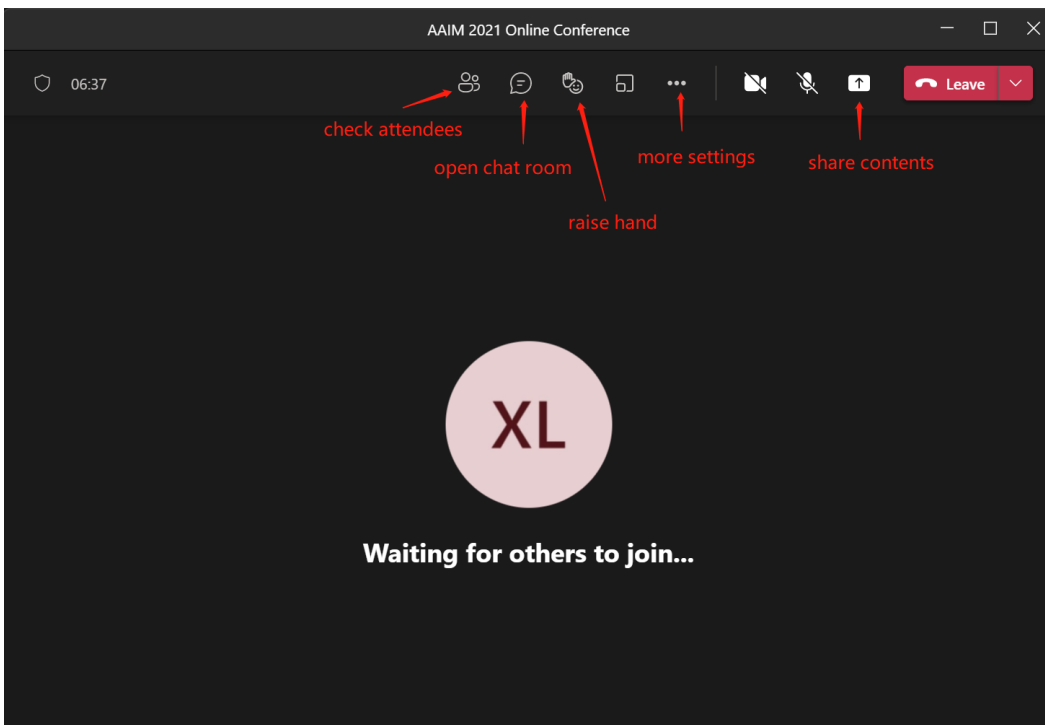 AAIM 2021 Online Conference
06:37
Leave
check attendees
open chat room
more settings
share contents
raise hand
XL
Waiting for others to join...